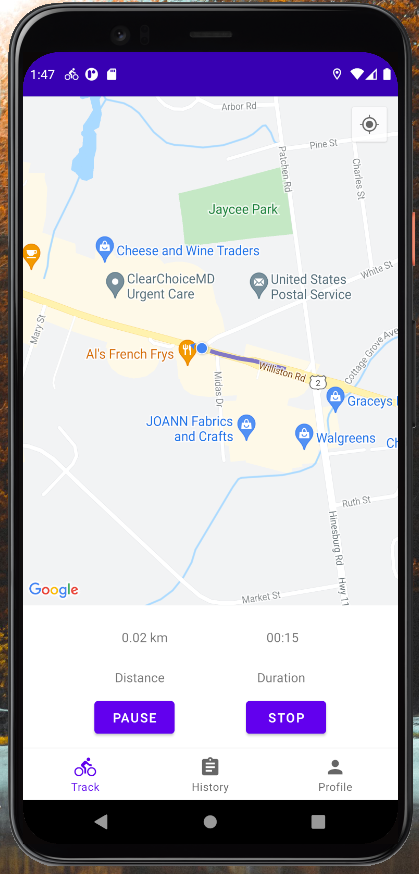 1:47
Arbor Rd
Pine St
Patchen Rd
Charles St
Jaycee Park
Cheese and Wine Traders
White St
ClearChoiceMD
Urgent Care
United States
Postal Service
Mary St
Al's French Frys
Williston Rd
2
Cottage Grove Ave
Midas Dr
Graceys
JOANN Fabrics
and Crafts
Walgreens
Ch
Ruth St
Hinesburg Rd
Hwy 11
Google
Market St
0.02 km
00:15
Distance
Duration
PAUSE
STOP
Track
History
Profile